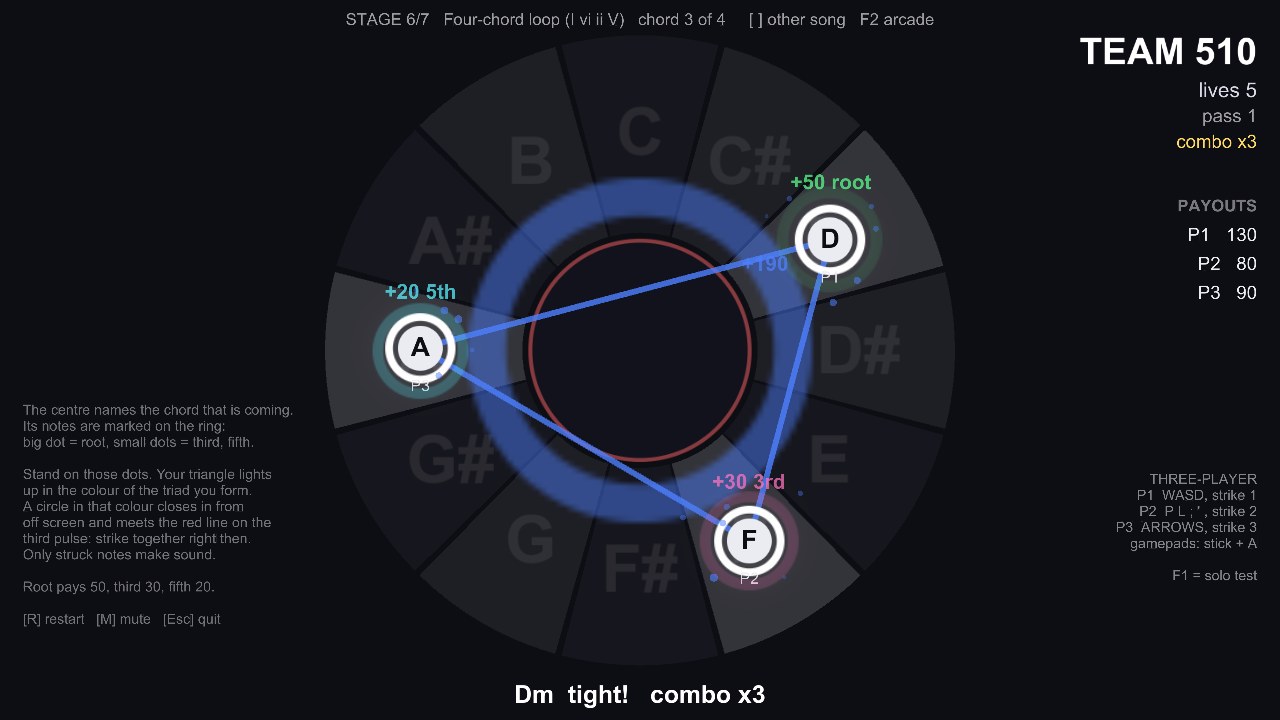 STAGE 6/7   Four-chord loop (I vi ii V)   chord 3 of 4     [ ] other song   F2 arcade
TEAM 510
lives 5
pass 1
combo x3
PAYOUTS
P1   130
P2   80
P3   90
C
B
C#
A#
D#
G#
E
G
F#
+50 root
D
P1
+190
+20 5th
A
P3
+30 3rd
F
P2
The centre names the chord that is coming.
Its notes are marked on the ring:
big dot = root, small dots = third, fifth.
Stand on those dots. Your triangle lights
up in the colour of the triad you form.
A circle in that colour closes in from
off screen and meets the red line on the
third pulse: strike together right then.
Only struck notes make sound.
Root pays 50, third 30, fifth 20.
[R] restart   [M] mute   [Esc] quit
THREE-PLAYER
P1  WASD, strike 1
P2  P L ; ' , strike 2
P3  ARROWS, strike 3
gamepads: stick + A
F1 = solo test
Dm  tight!   combo x3